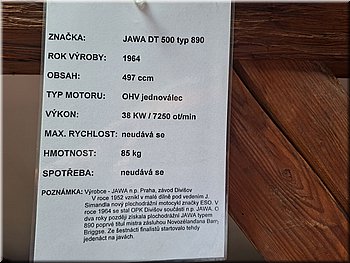 ZNAČKA: JAWA DT 500 typ 890
ROK VÝROBY: 1964
OBSAH: 497 ccm
TYP MOTORU: OHV jednoválec
VÝKON: 38 KW / 7250 ot/min
MAX. RYCHLOST: neudává se
HMOTNOST: 85 kg
SPOTŘEBA: neudává se
POZNÁMKA: Výrobce - JAWA n.p. Praha, závod Divišov
V roce 1952 vznikl v malé dílně pod vedením J.
Simandla nový plochodrážní motocykl značky ESO. V
roce 1964 se stal OPK Divišov součástí n.p. JAWA. O
dva roky později získala plochodrážní JAWA typem
890 poprvé titul mistra zásluhou Novozélanďana Barry
Briggse. Ze šestnácti finalistů startovalo tehdy
jedenáct na javách.